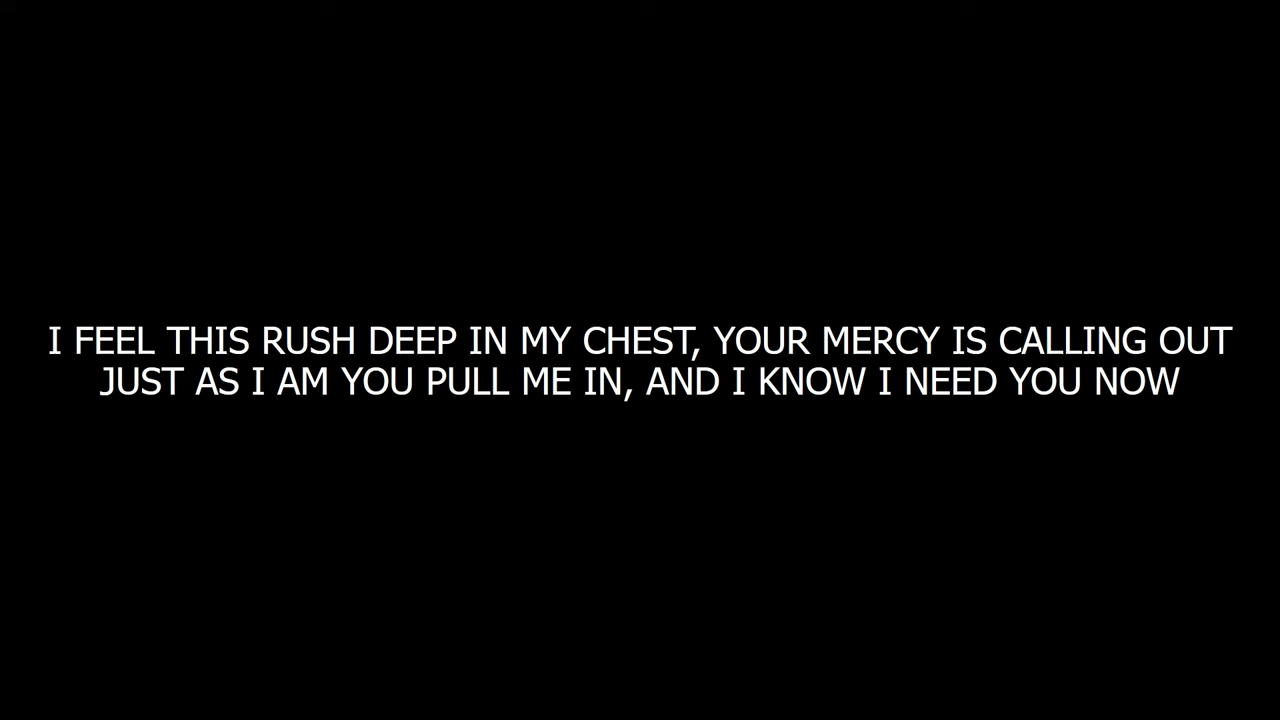 I FEEL THIS RUSH DEEP IN MY CHEST, YOUR MERCY IS CALLING OUT
JUST AS I AM YOU PULL ME IN, AND I KNOW I NEED YOU NOW